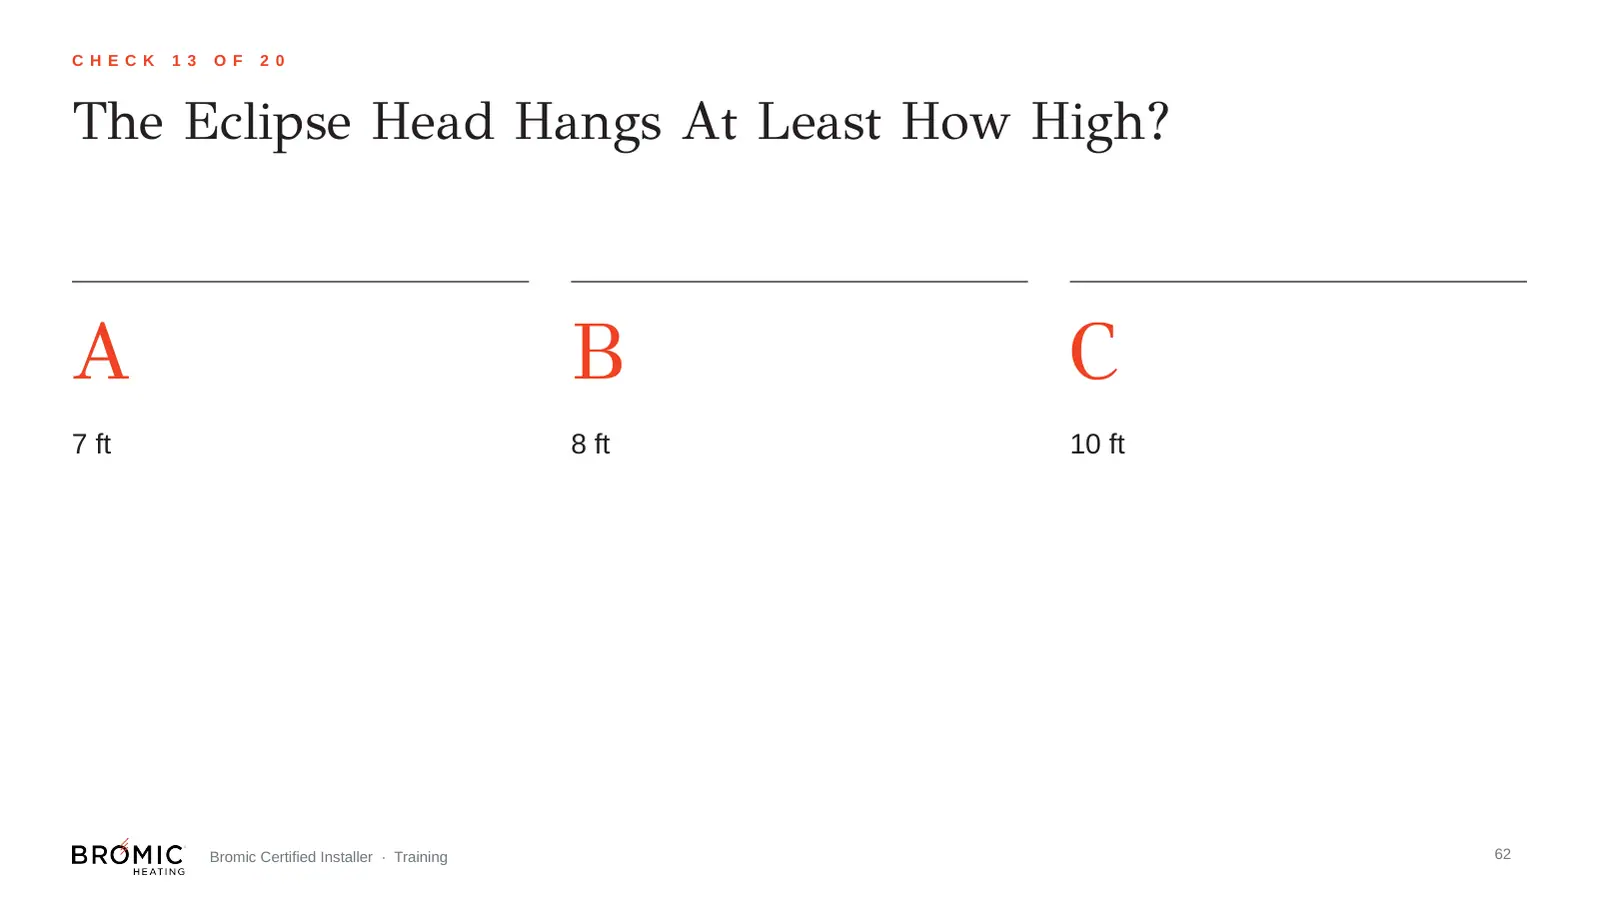 CHECK 13 OF 20
The Eclipse Head Hangs At Least How High?
A
7 ft
B
8 ft
C
10 ft
BROMIC
HEATING
Bromic Certified Installer · Training
62